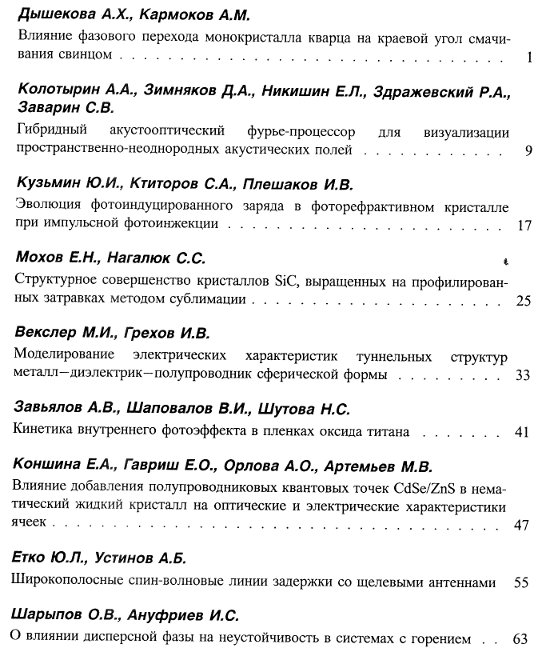 Дышекова А.Х., Кармоков А.М.
Влияние фазового перехода монокристалла кварца на краевой угол смачи-
вания свинцом . . . . . . . . . . . . . . . . . . . . . . . . . . . . . . . 1
Колотырин А.А., Зимняков Д.А., Никишин Е.Л., Здражевский Р.А.,
Заварин С.В.
Гибридный акустооптический фурье-процессор для визуализации
пространственно-неоднородных акустических полей . . . . . . . . . . . . 9
Кузьмин Ю.И., Ктиторов С.А., Плешаков И.В.
Эволюция фотоиндуцированного заряда в фоторефрактивном кристалле
при импульсной фотоинжекции . . . . . . . . . . . . . . . . . . . . . . 17
Мохов Е.Н., Нагалюк С.С.
Структурное совершенство кристаллов SiC, выращенных на профилирован-
ных затравках методом сублимации . . . . . . . . . . . . . . . . . . . . 25
Векслер М.И., Грехов И.В.
Моделирование электрических характеристик туннельных структур
металл—диэлектрик—полупроводник сферической формы . . . . . . . . . 33
Завьялов А.В., Шаповалов В.И., Шутова Н.С.
Кинетика внутреннего фотоэффекта в пленках оксида титана . . . . . . . 41
Коншина Е.А., Гавриш Е.О., Орлова А.О., Артемьев М.В.
Влияние добавления полупроводниковых квантовых точек CdSe/ZnS в нема-
тический жидкий кристалл на оптические и электрические характеристики
ячеек . . . . . . . . . . . . . . . . . . . . . . . . . . . . . . . . . . . . 47
Етко Ю.Л., Устинов А.Б.
Широкополосные спин-волновые линии задержки со щелевыми антеннами 55
Шарыпов О.В., Ануфриев И.С.
О влиянии дисперсной фазы на неустойчивость в системах с горением . . 63